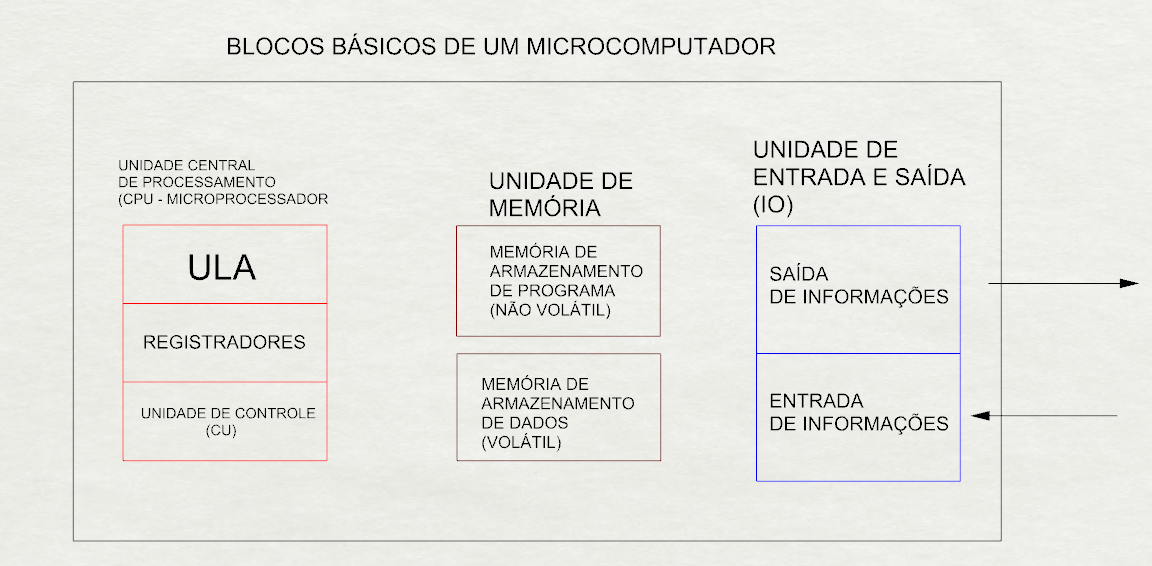 BLOCOS BÁSICOS DE UM MICROCOMPUTADOR
UNIDADE CENTRAL
DE PROCESSAMENTO
(CPU - MICROPROCESSADOR
ULA
REGISTRADORES
UNIDADE DE CONTROLE
(CU)
UNIDADE DE
MEMÓRIA
MEMÓRIA DE
ARMAZENAMENTO
DE PROGRAMA
(NÃO VOLÁTIL)
MEMÓRIA DE
ARMAZENAMENTO
DE DADOS
(VOLÁTIL)
UNIDADE DE
ENTRADA E SAÍDA
(IO)
SAÍDA
DE INFORMAÇÕES
ENTRADA
DE INFORMAÇÕES